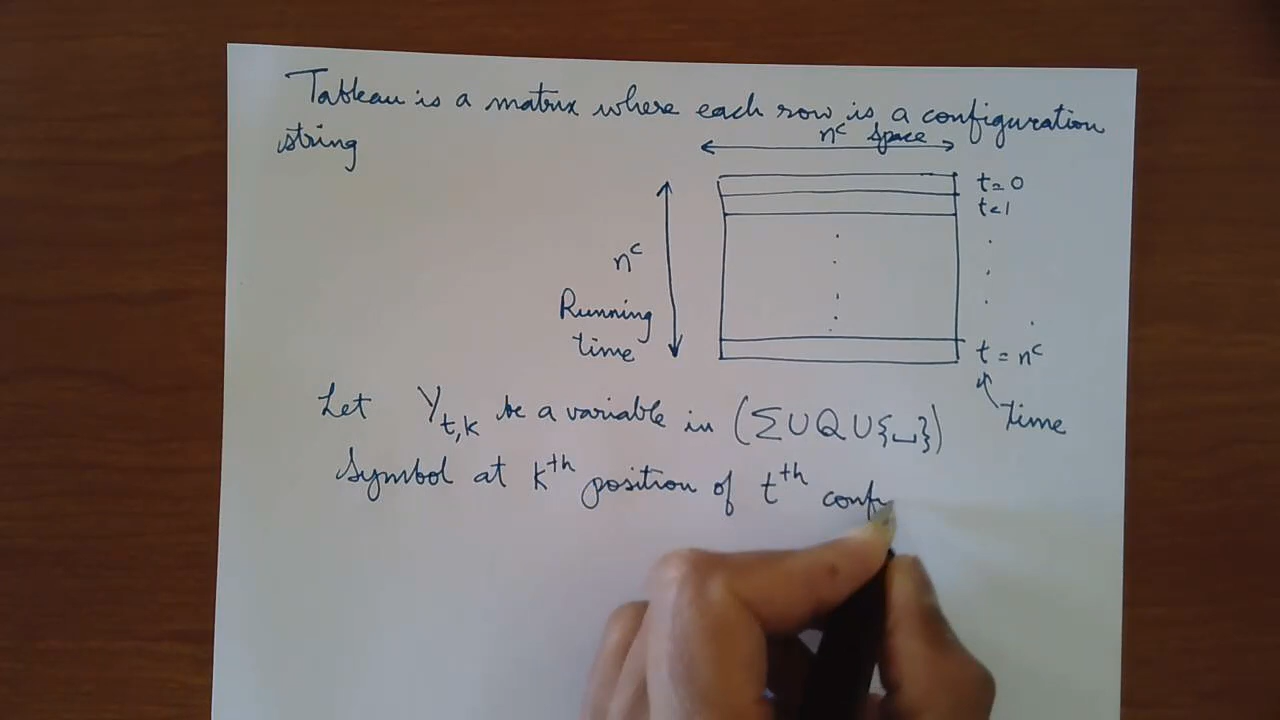 Tableau is a matrix where each row is a configuration
string
n^c space
t=0
t=1
n^c
Running
time
t = n^c
time
Let Y_t,k be a variable in (ΣUQU{␣})
Symbol at k^th position of t^th conf